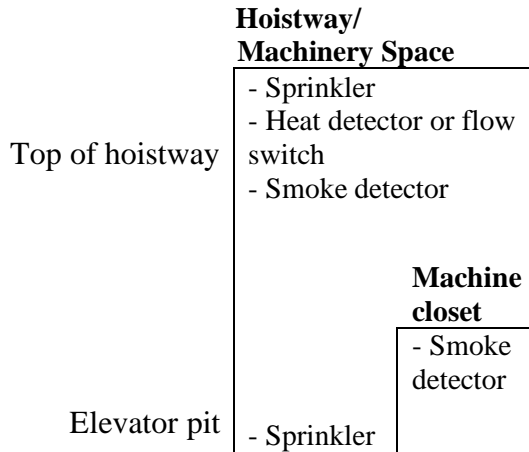 Hoistway/
Machinery Space
- Sprinkler
- Heat detector or flow
switch
- Smoke detector
Top of hoistway
Machine
closet
- Smoke
detector
Elevator pit
- Sprinkler